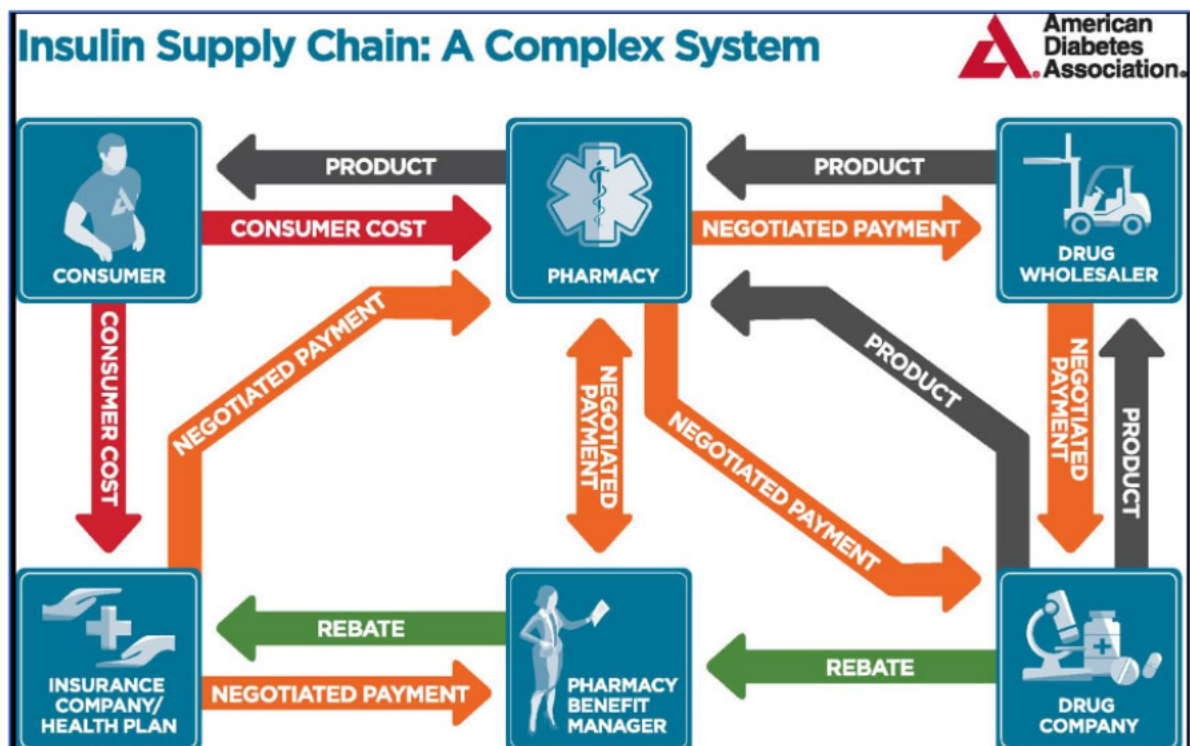 Insulin Supply Chain: A Complex System
American
Diabetes
Association®
PRODUCT
PRODUCT
CONSUMER COST
NEGOTIATED PAYMENT
CONSUMER
PHARMACY
DRUG
WHOLESALER
CONSUMER COST
NEGOTIATED PAYMENT
NEGOTIATED
PAYMENT
NEGOTIATED PAYMENT
PRODUCT
NEGOTIATED
PAYMENT
PRODUCT
REBATE
REBATE
NEGOTIATED PAYMENT
INSURANCE
COMPANY/
HEALTH PLAN
PHARMACY
BENEFIT
MANAGER
DRUG
COMPANY